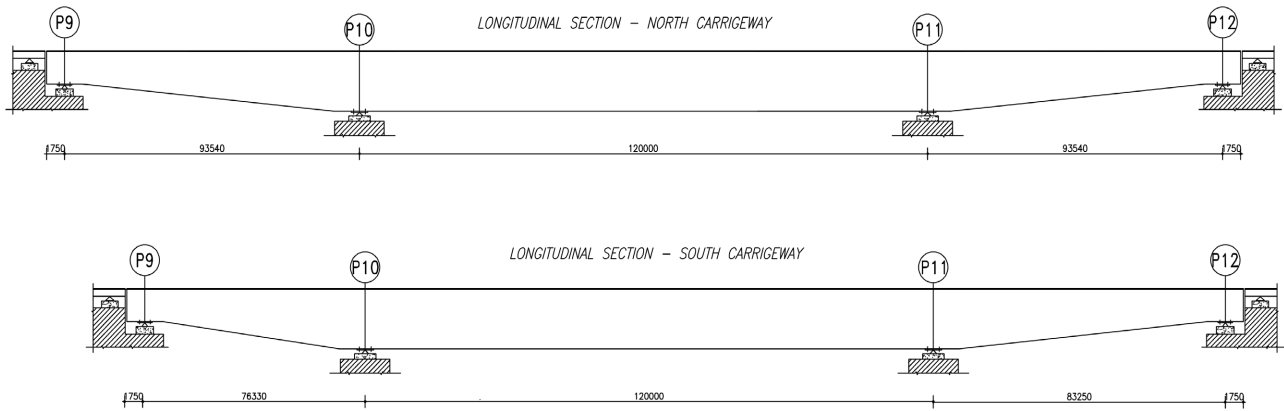 P9 P10 LONGITUDINAL SECTION - NORTH CARRIGEWAY P11 P12
1750 93540 120000 93540 1750
LONGITUDINAL SECTION - SOUTH CARRIGEWAY
P9 P10 P11 P12
1750 76330 120000 83250 1750